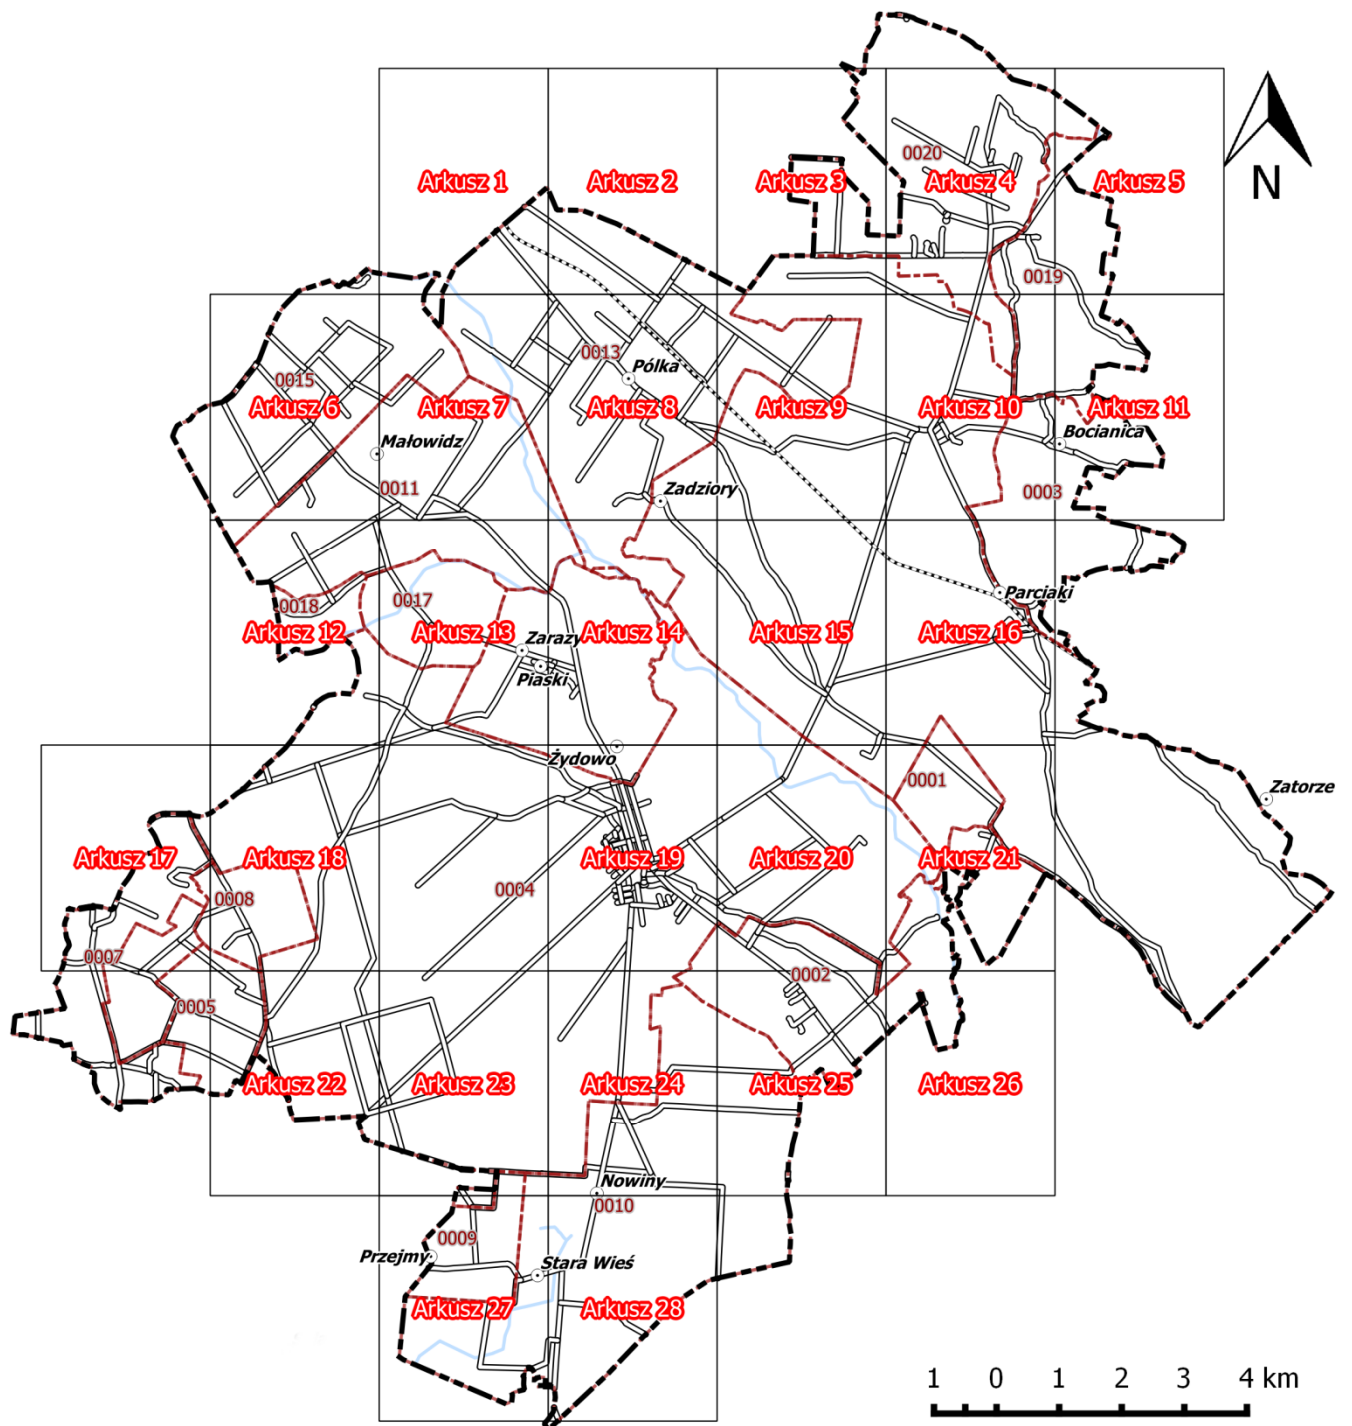 0020
Arkusz 1
Arkusz 2
Arkusz 3
Arkusz 4
Arkusz 5
N
0019
0013
Pólka
0015
Arkusz 6
Arkusz 7
Arkusz 8
Arkusz 9
Arkusz 10
Arkusz 11
Bocianica
Małowidz
0011
Zadziory
0003
Parciaki
0018
0017
Arkusz 12
Arkusz 13
Zarazy
Arkusz 14
Arkusz 15
Arkusz 16
Piaski
Żydowo
0001
Zatorze
Arkusz 17
Arkusz 18
Arkusz 19
Arkusz 20
Arkusz 21
0008
0004
0007
0002
0005
Arkusz 22
Arkusz 23
Arkusz 24
Arkusz 25
Arkusz 26
Nowiny
0010
0009
Przejmy
Stara Wieś
Arkusz 27
Arkusz 28
1 0 1 2 3 4 km